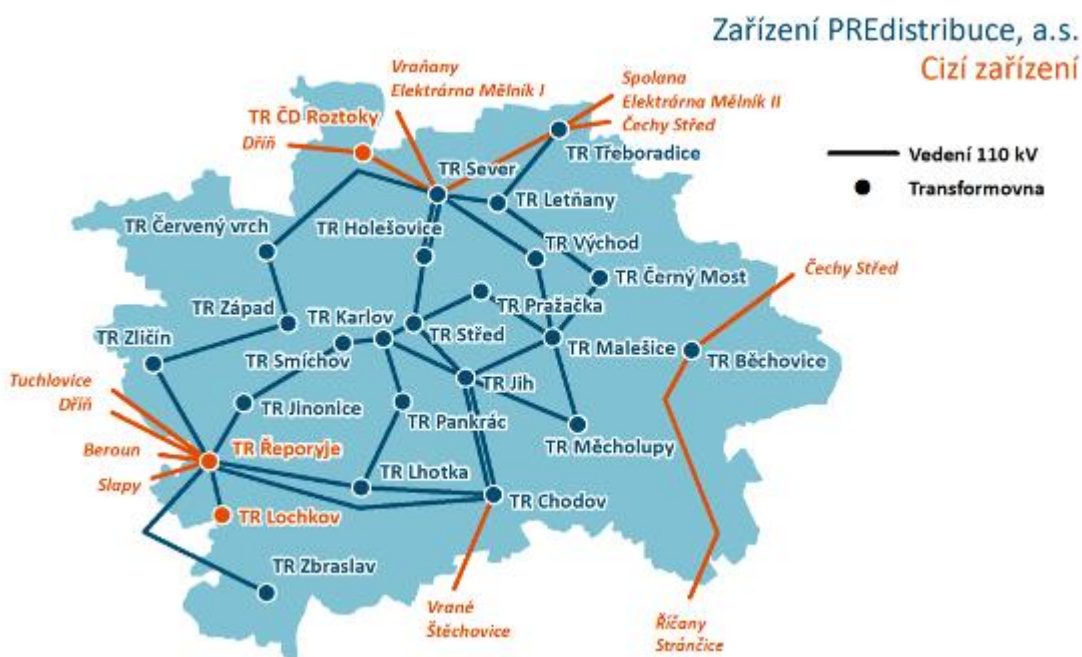 Zařízení PREdistribuce, a.s.
Cizí zařízení
Vraňany
Elektrárna Mělník I
Spolana
Elektrárna Mělník II
Čechy Střed
TR ČD Roztoky
Dříň
TR Třeboradice
Vedení 110 kV
Transformovna
TR Sever
TR Letňany
TR Červený vrch
TR Holešovice
TR Východ
TR Černý Most
Čechy Střed
TR Pražačka
TR Západ
TR Karlov
TR Střed
TR Zličín
TR Smíchov
TR Malešice
TR Běchovice
Tuchlovice
Dříň
TR Jih
TR Jinonice
TR Pankrác
TR Měcholupy
Beroun
TR Řeporyje
Slapy
TR Lhotka
TR Chodov
TR Lochkov
TR Zbraslav
Vrané
Štěchovice
Říčany
Stránčice